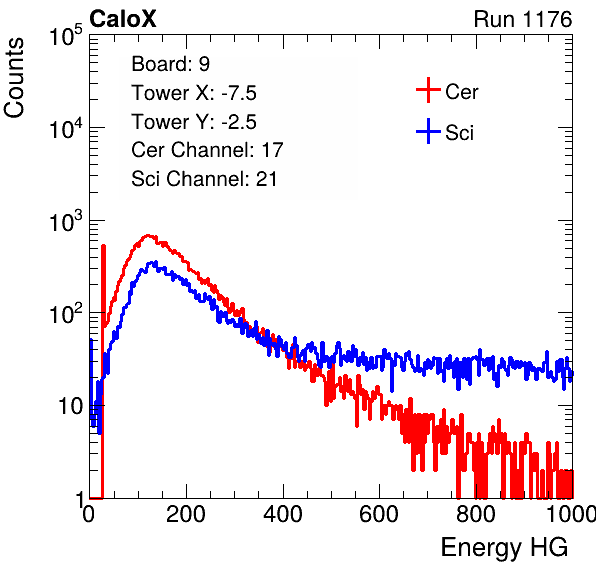 CaloX Run 1176
Counts
10^5
10^4
10^3
10^2
10
1
Board: 9
Tower X: -7.5
Tower Y: -2.5
Cer Channel: 17
Sci Channel: 21
Cer
Sci
0 200 400 600 800 1000
Energy HG